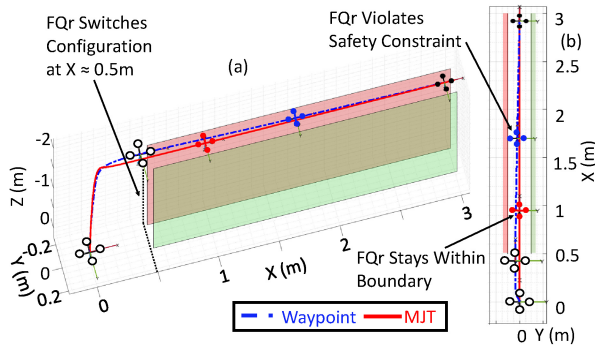 FQr Switches
Configuration
at X ≈ 0.5m
(a)
FQr Violates
Safety Constraint
(b)
-2
-1
0
Z (m)
-0.2
0
0.2
Y (m)
0
1
2
3
X (m)
FQr Stays Within
Boundary
3
2.5
2
1.5
1
0.5
0
X (m)
0 Y (m)
Waypoint
MJT